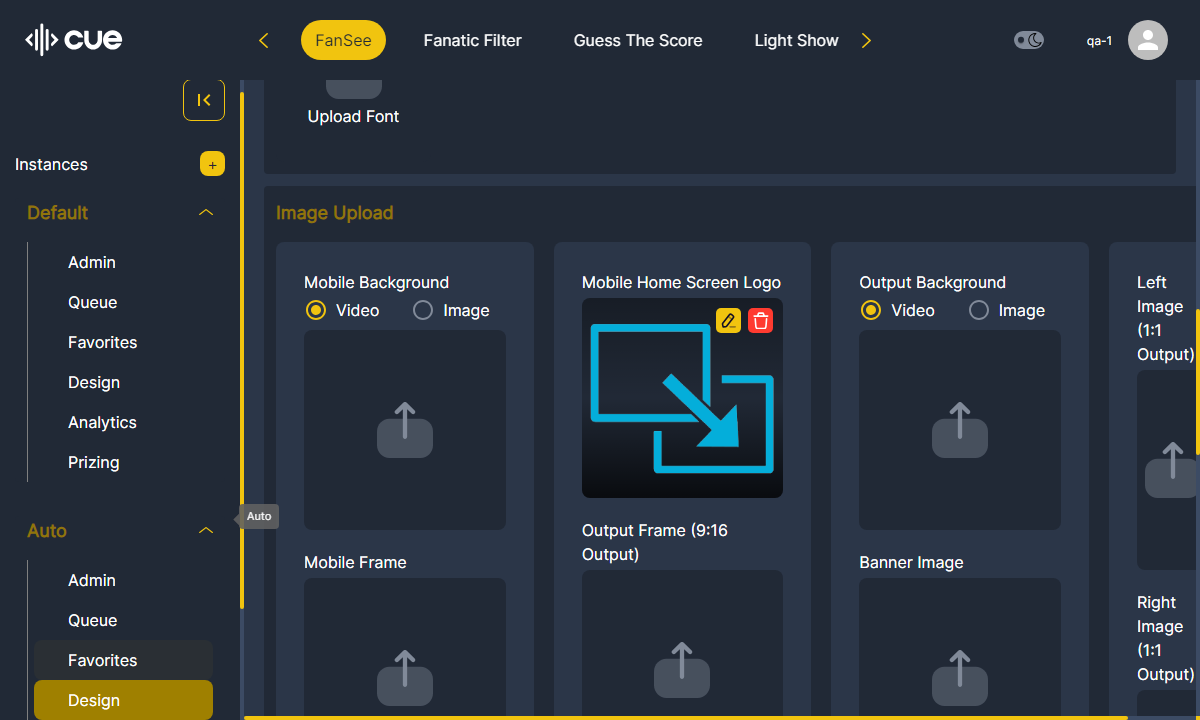 cue
FanSee
Fanatic Filter
Guess The Score
Light Show
qa-1
Instances
+
Default
Admin
Queue
Favorites
Design
Analytics
Prizing
Auto
Auto
Admin
Queue
Favorites
Design
Upload Font
Image Upload
Mobile Background
Video
Image
Mobile Frame
Mobile Home Screen Logo
Output Frame (9:16
Output)
Output Background
Video
Image
Banner Image
Left
Image
(1:1
Output)
Right
Image
(1:1
Output)